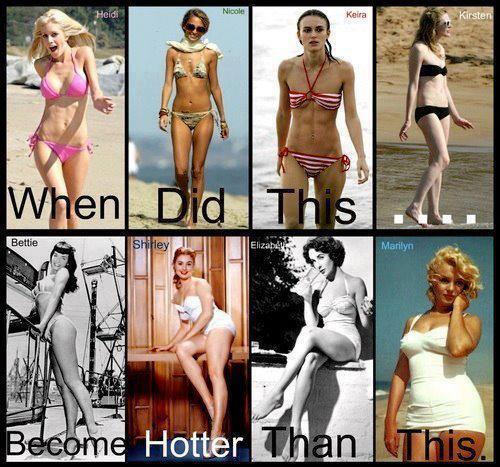 Heidi
Nicole
Keira
Kirsten
When Did This ....
Bettie
Shirley
Elizabeth
Marilyn
Become Hotter Than This.